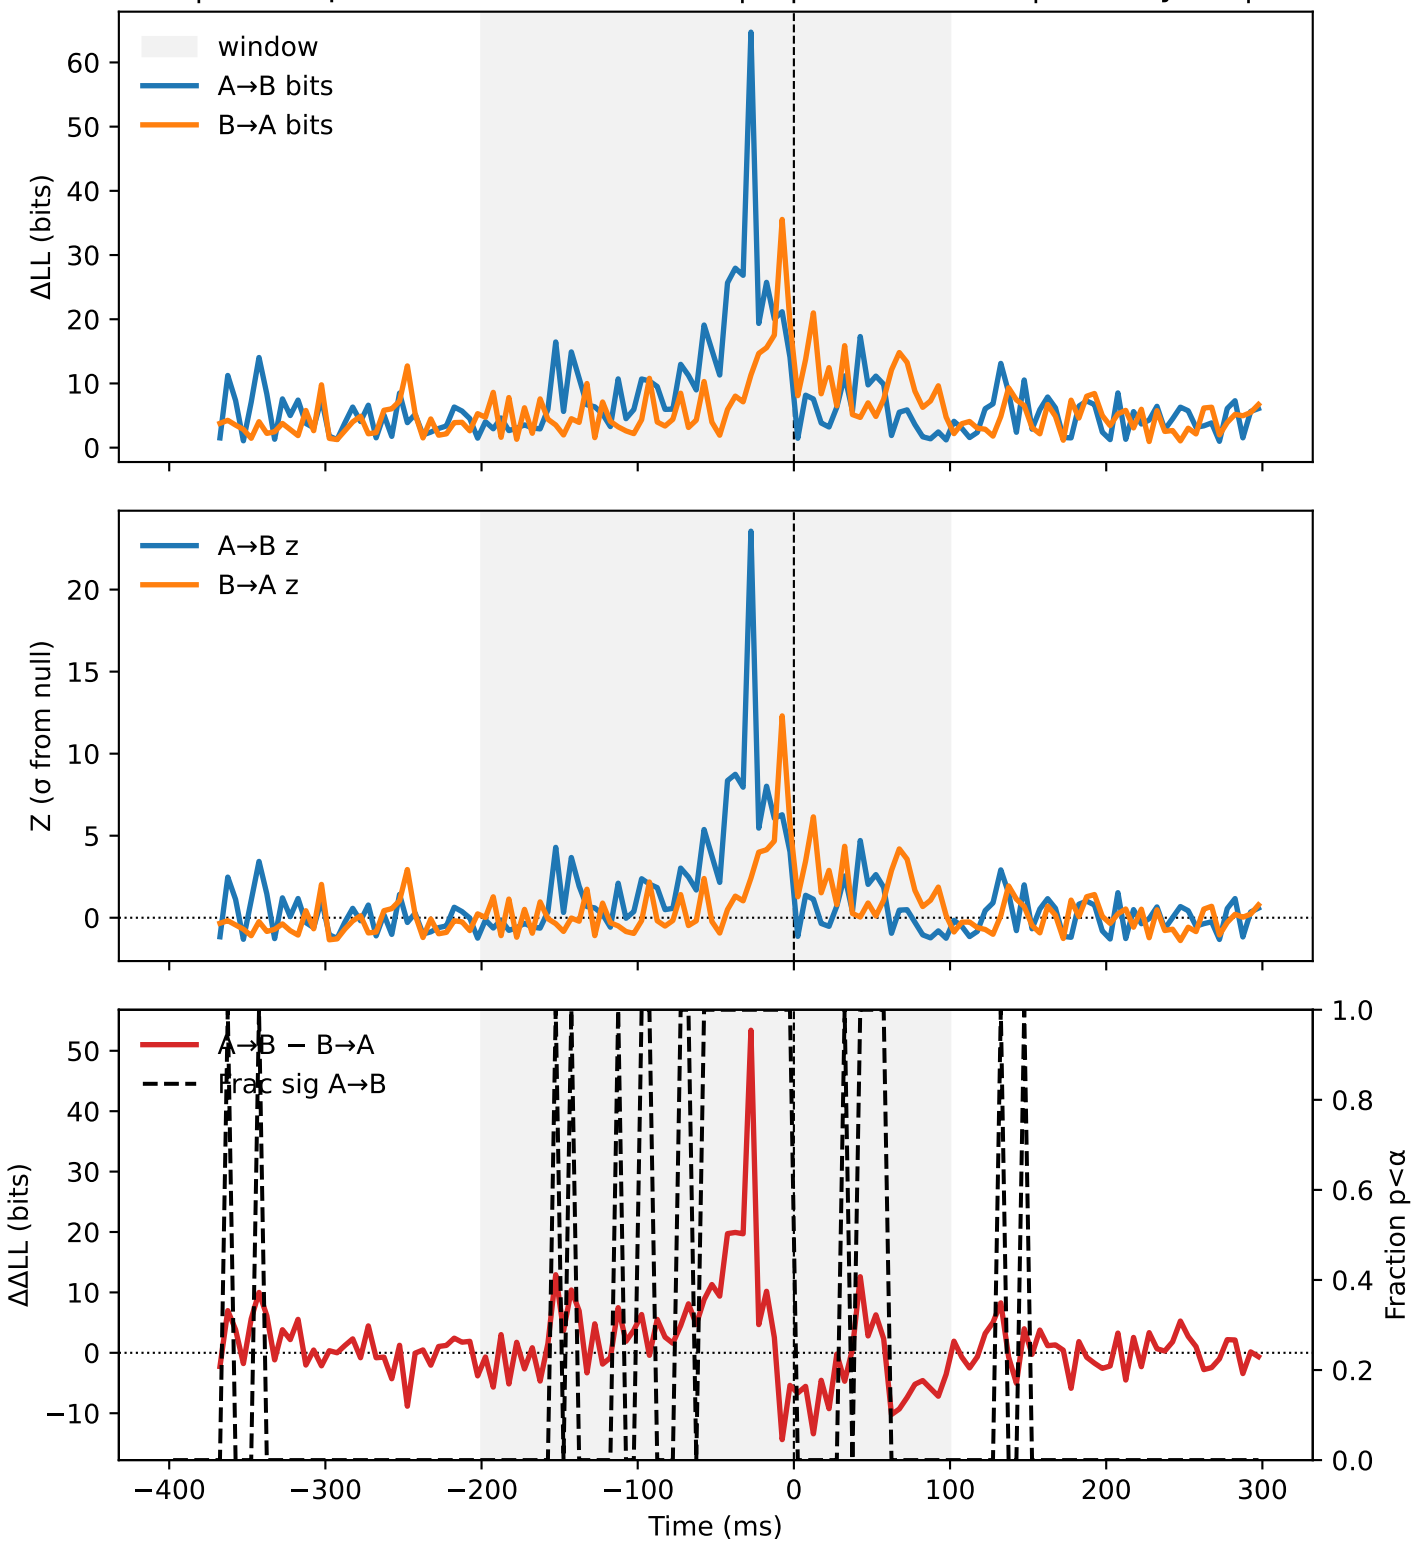 window
A→B bits
B→A bits
ΔLL (bits)
60
50
40
30
20
10
0
A→B z
B→A z
Z (σ from null)
20
15
10
5
0
A→B − B→A
Frac sig A→B
ΔΔLL (bits)
50
40
30
20
10
0
−10
1.0
0.8
0.6
0.4
0.2
0.0
Fraction p<α
−400 −300 −200 −100 0 100 200 300
Time (ms)